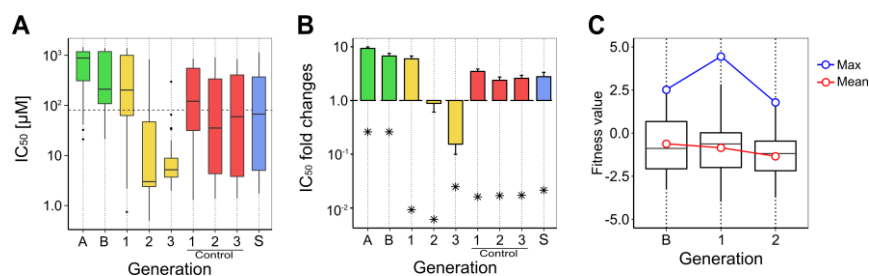 A
IC50 [µM]
10³
10²
10
1.0
A B 1 2 3 1 2 3 S
Control
Generation
B
IC50 fold changes
10
1.0
10⁻¹
10⁻²
A B 1 2 3 1 2 3 S
Control
Generation
C
Fitness value
5.0
2.5
-0.0
-2.5
-5.0
B 1 2
Generation
Max
Mean